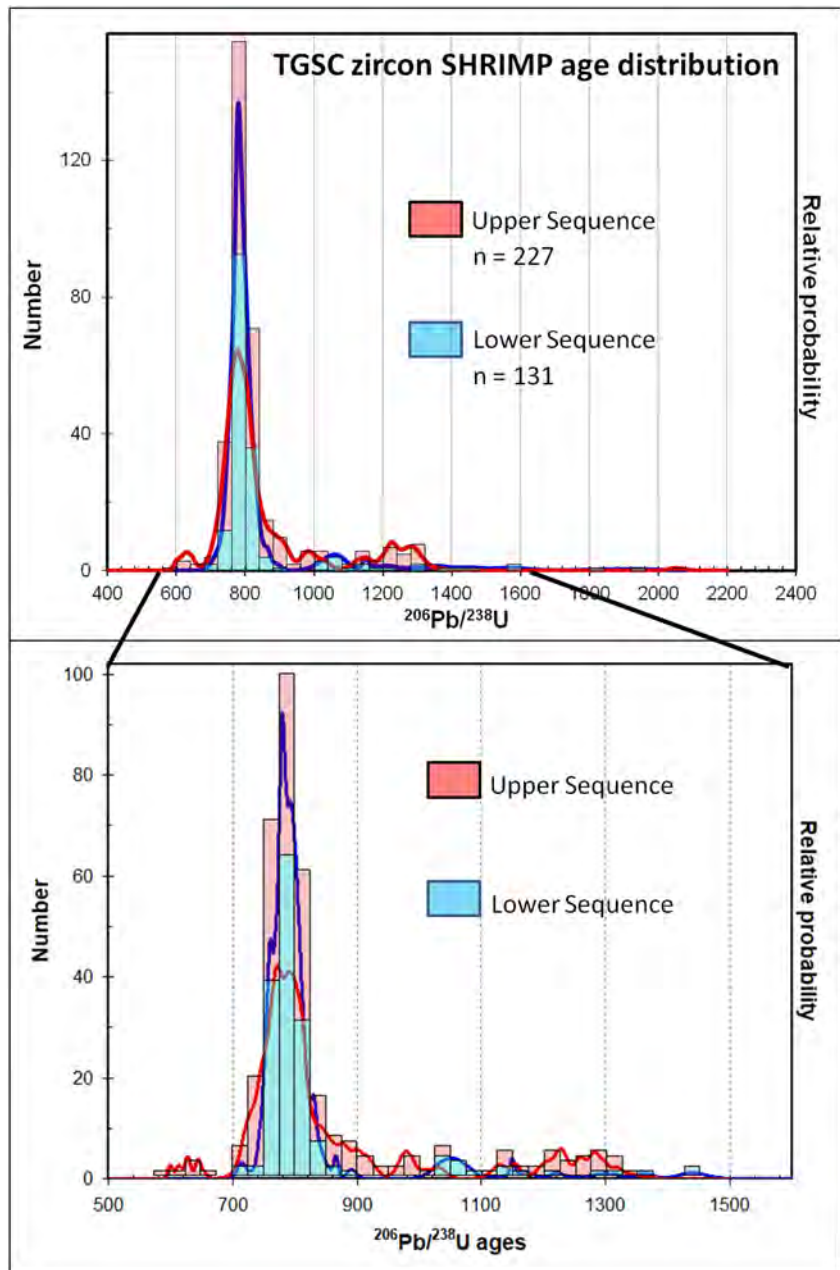 TGSC zircon SHRIMP age distribution
120
80
40
0
Number
Relative probability
Upper Sequence
n = 227
Lower Sequence
n = 131
400 600 800 1000 1200 1400 1600 1800 2000 2200 2400
²⁰⁶Pb/²³⁸U
100
80
60
40
20
0
Number
Relative probability
Upper Sequence
Lower Sequence
500 700 900 1100 1300 1500
²⁰⁶Pb/²³⁸U ages